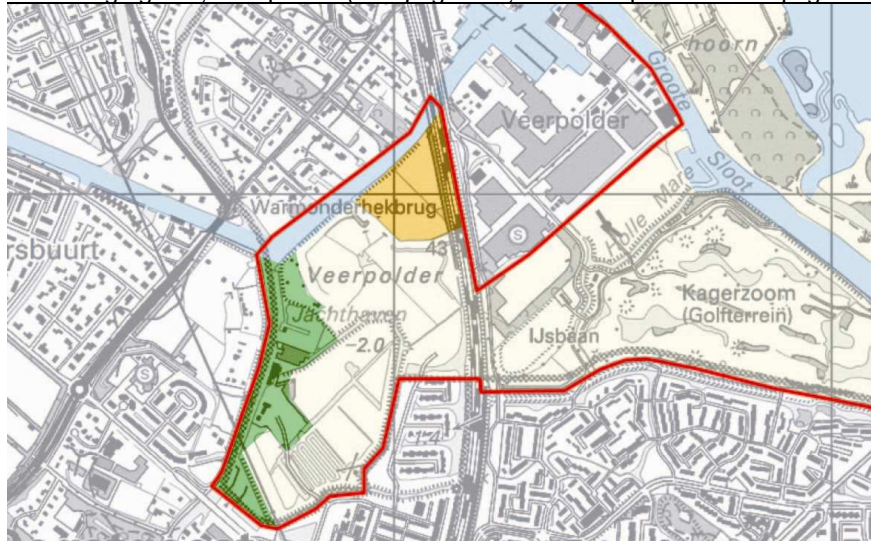 hoorn
Groote
Sloot
Veerpolder
Warmonderhekbrug
Holle Mare
S
43
rsbuurt
Veerpolder
Kagerzoom
(Golfterrein)
Jachthaven
-2.0
IJsbaan
S